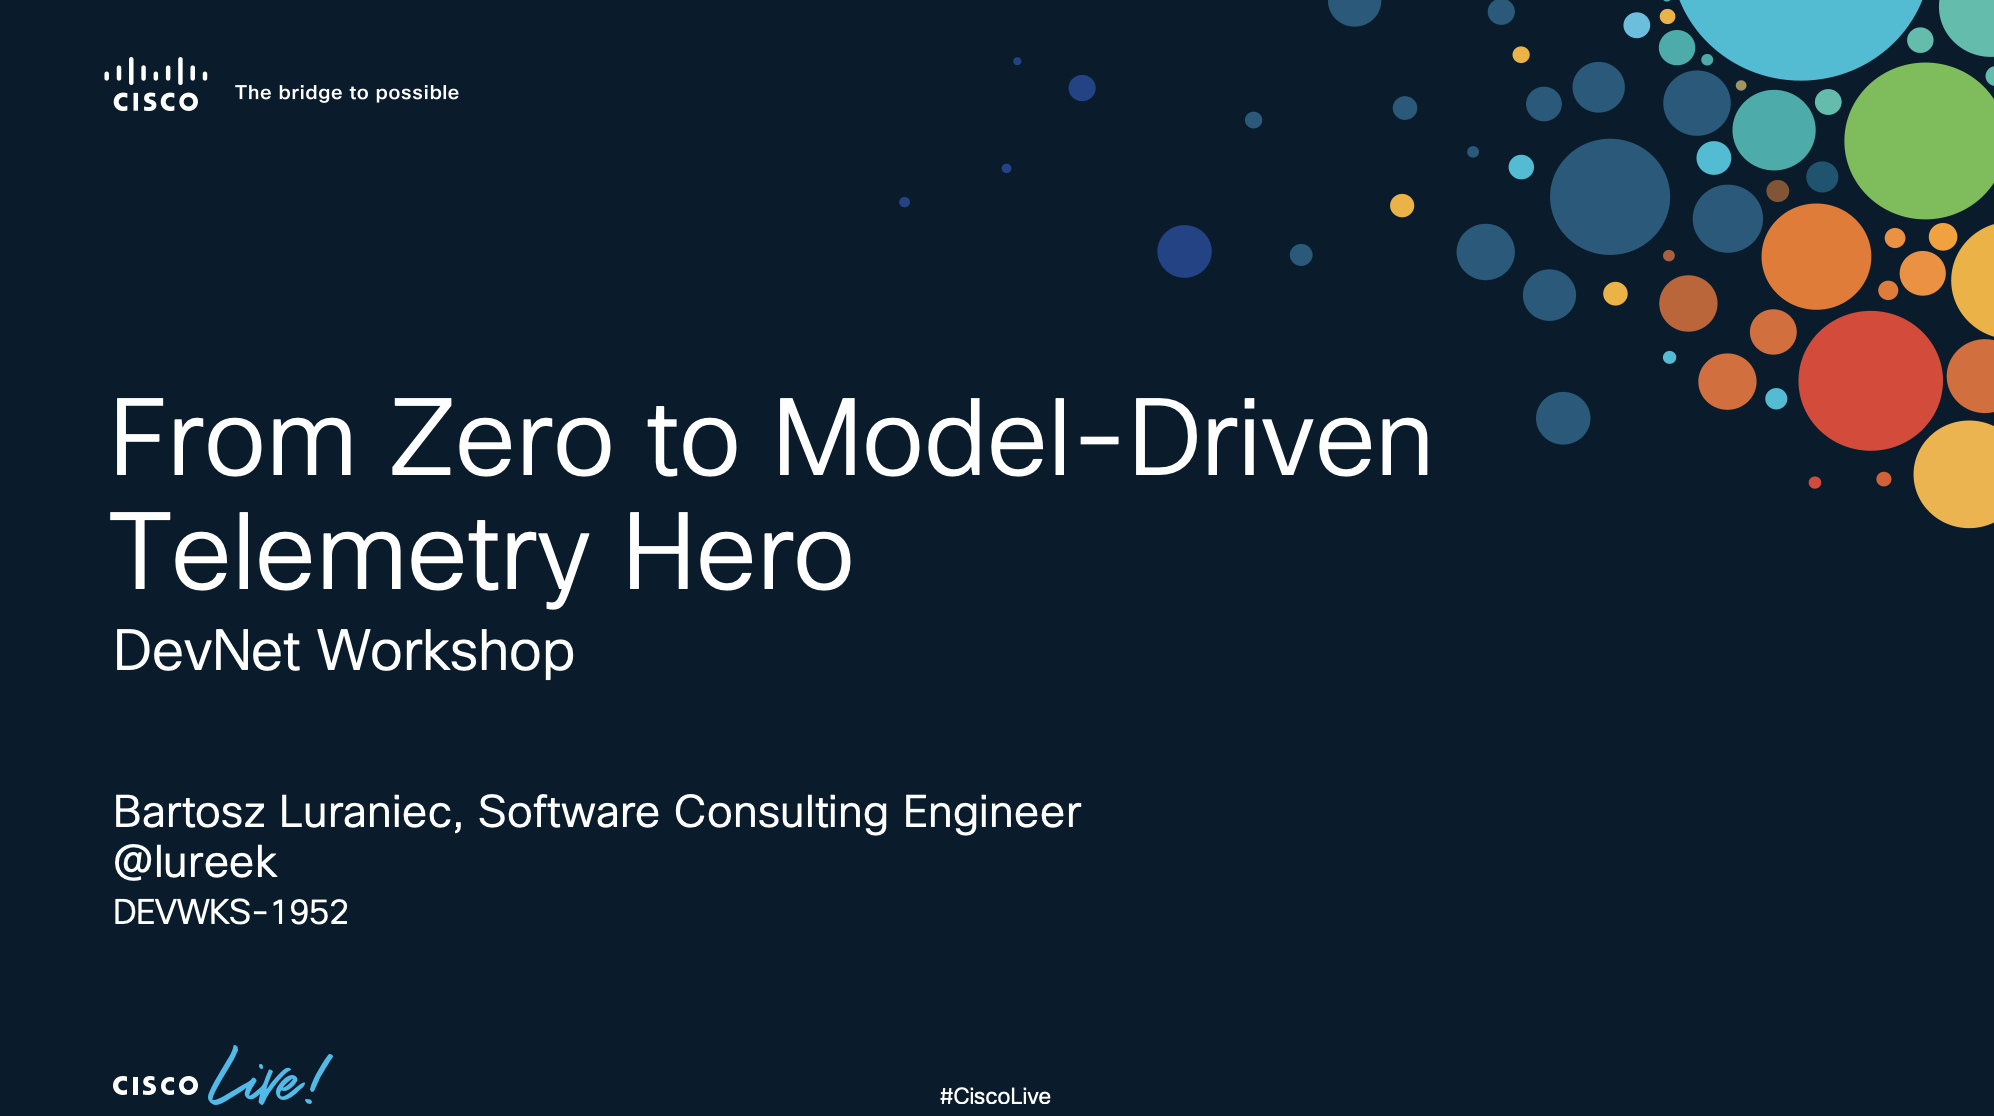 CISCO
The bridge to possible
From Zero to Model-Driven
Telemetry Hero
DevNet Workshop
Bartosz Luraniec, Software Consulting Engineer
@lureek
DEVWKS-1952
CISCO Live!
#CiscoLive